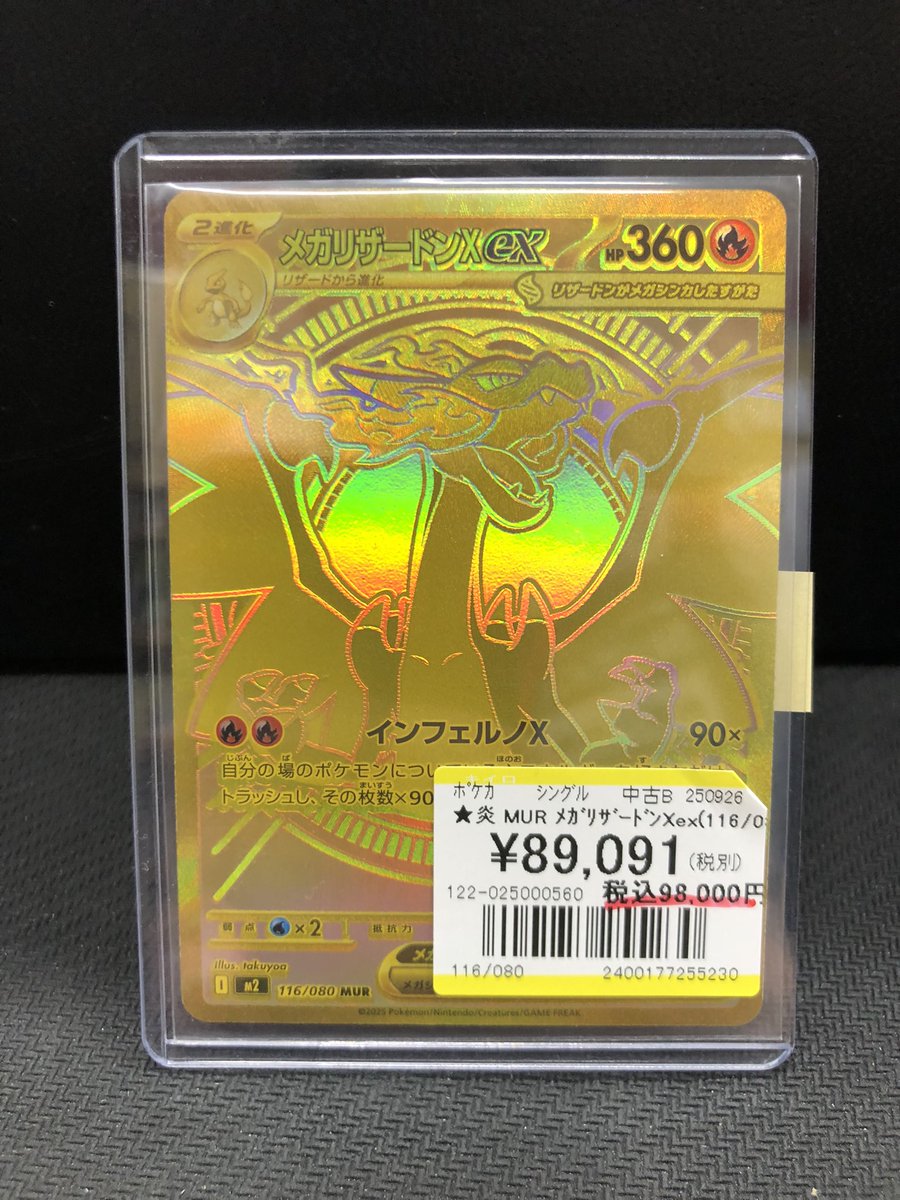 2進化
メガリザードンXex HP360
リザードから進化
リザードンがメガシンカしたすがた
インフェルノX 90×
自分の場のポケモンについ
トラッシュし、その枚数×90
ポケカ シングル 中古B 250926
★炎 MUR メガリザードンXex(116/0
¥89,091(税別)
122-025000560 税込98,000円
116/080 2400177255230
弱点 ×2 抵抗力
illus. takuyoa
I M2 116/080 MUR
©2025 Pokémon/Nintendo/Creatures/GAME FREAK